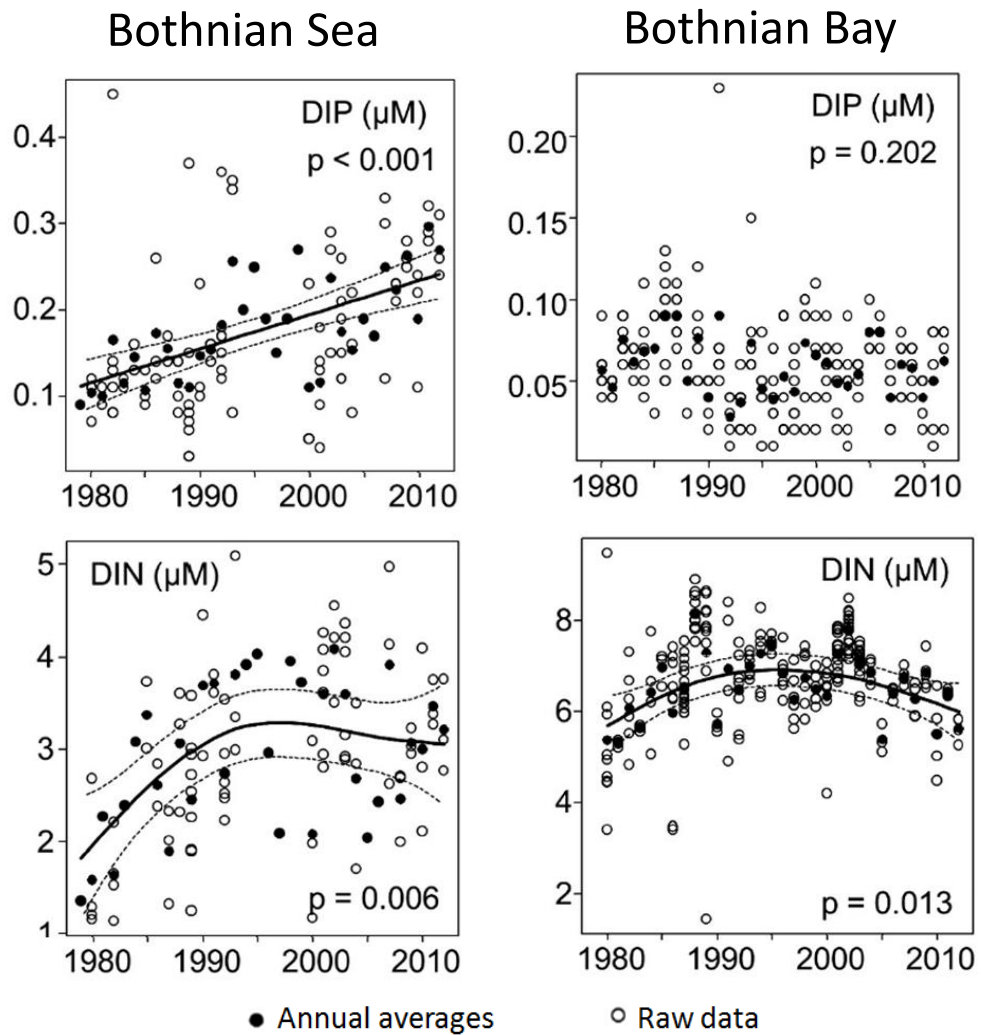 Bothnian Sea
Bothnian Bay
DIP (µM)
p < 0.001
0.4
0.3
0.2
0.1
1980 1990 2000 2010
DIP (µM)
p = 0.202
0.20
0.15
0.10
0.05
1980 1990 2000 2010
DIN (µM)
5
4
3
2
1
p = 0.006
1980 1990 2000 2010
DIN (µM)
8
6
4
2
p = 0.013
1980 1990 2000 2010
Annual averages
Raw data